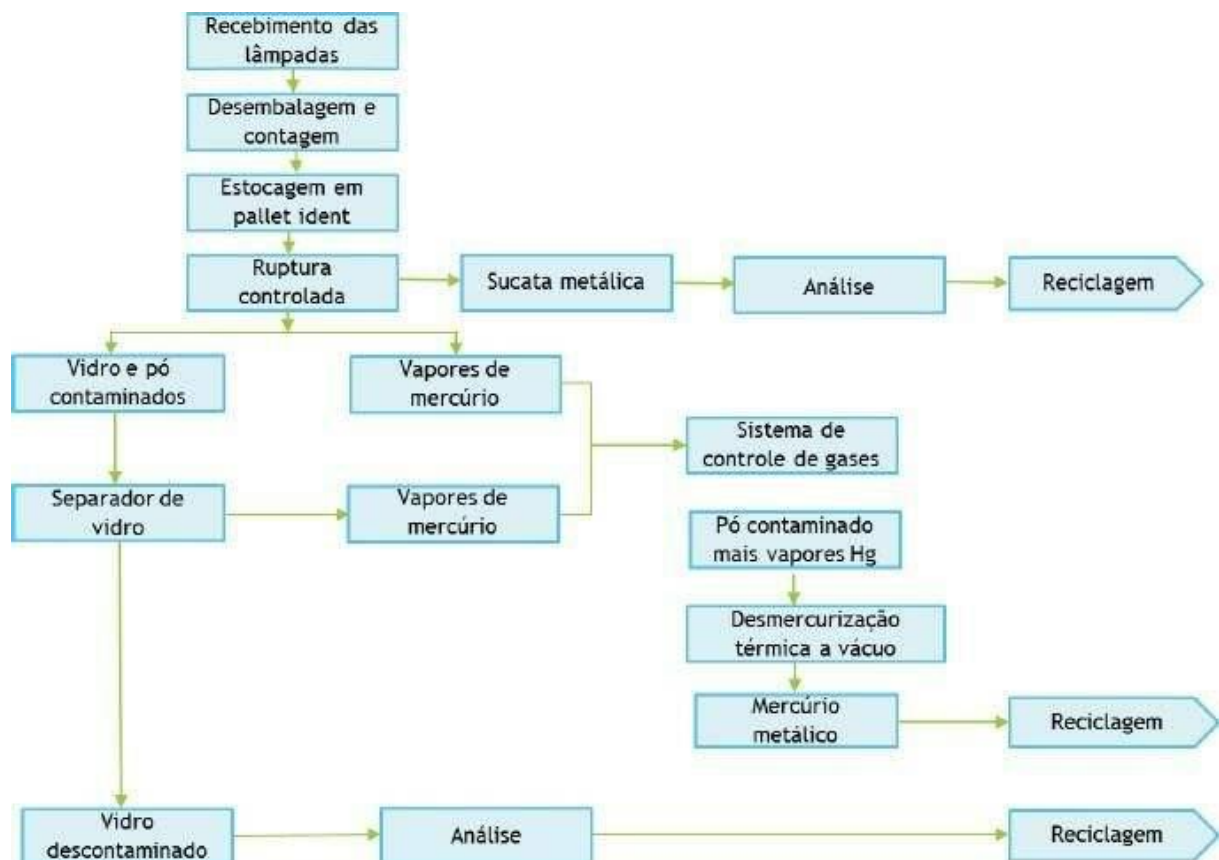 Recebimento das
lâmpadas
Desembalagem e
contagem
Estocagem em
pallet ident
Ruptura
controlada
Sucata metálica
Análise
Reciclagem
Vidro e pó
contaminados
Vapores de
mercúrio
Sistema de
controle de gases
Separador de
vidro
Vapores de
mercúrio
Pó contaminado
mais vapores Hg
Desmercurização
térmica a vácuo
Mercúrio
metálico
Reciclagem
Vidro
descontaminado
Análise
Reciclagem